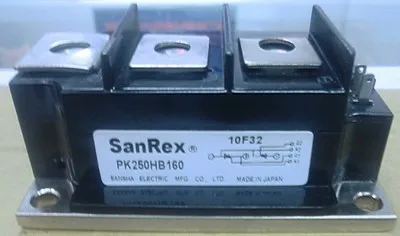 SanRex®
10F32
PK250HB160
SANSHA ELECTRIC MFG. CO., LTD. MADE IN JAPAN